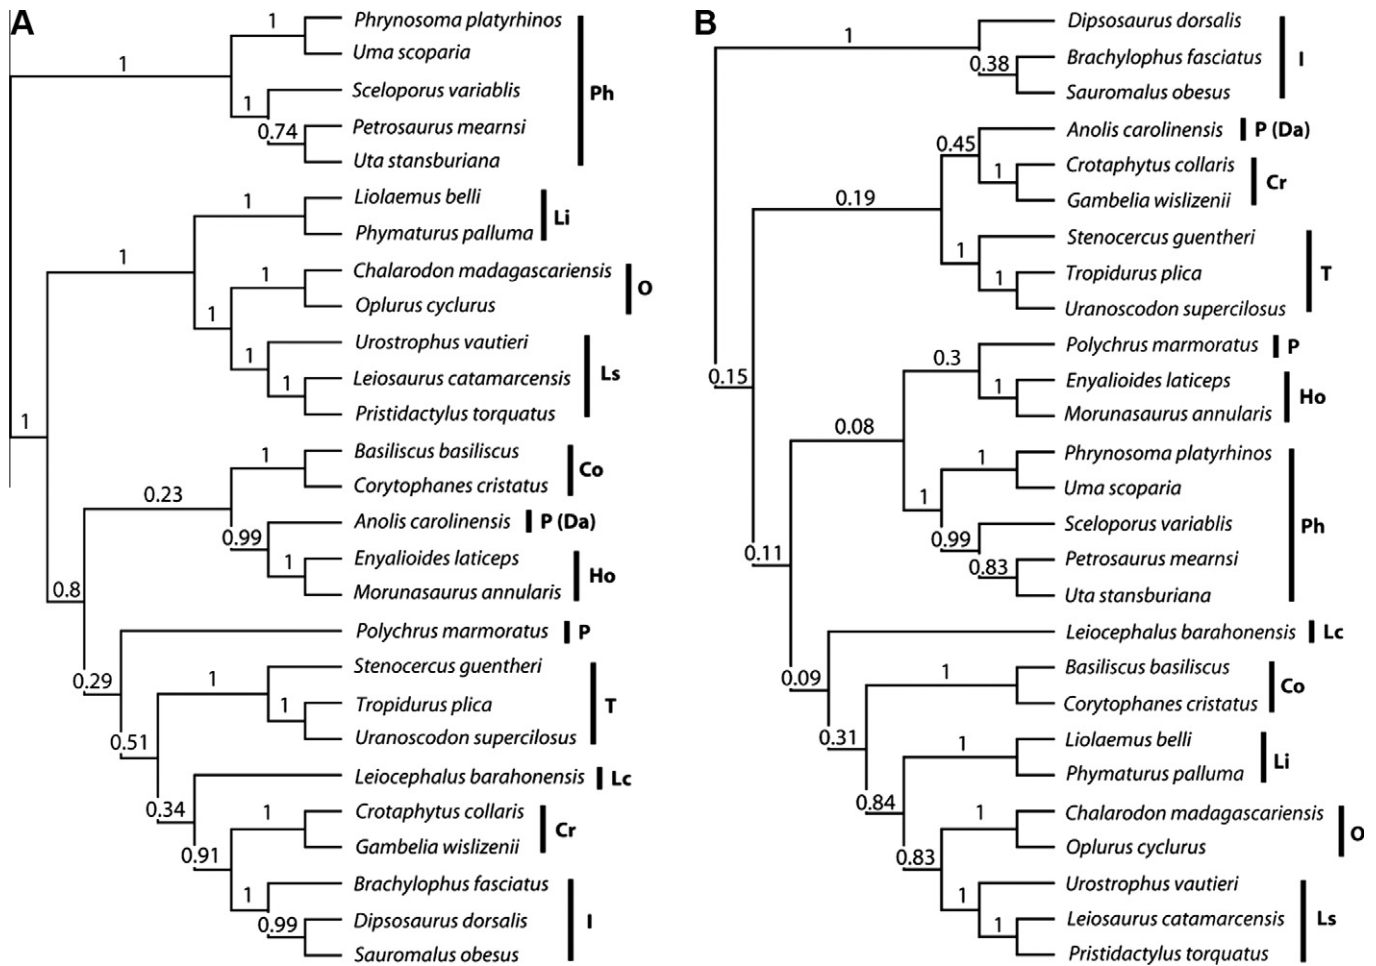 A
1
1
Phrynosoma platyrhinos
Uma scoparia
1
Sceloporus variablis
0.74
Petrosaurus mearnsi
Uta stansburiana
Ph
1
1
1
Liolaemus belli
Phymaturus palluma
Li
1
1
Chalarodon madagascariensis
Oplurus cyclurus
O
1
Urostrophus vautieri
1
Leiosaurus catamarcensis
Pristidactylus torquatus
Ls
0.8
0.23
1
Basiliscus basiliscus
Corytophanes cristatus
Co
0.99
Anolis carolinensis
P (Da)
1
Enyalioides laticeps
Morunasaurus annularis
Ho
0.29
Polychrus marmoratus
P
0.51
1
Stenocercus guentheri
1
Tropidurus plica
Uranoscodon supercilosus
T
0.34
Leiocephalus barahonensis
Lc
0.91
1
Crotaphytus collaris
Gambelia wislizenii
Cr
1
Brachylophus fasciatus
0.99
Dipsosaurus dorsalis
Sauromalus obesus
I
B
1
Dipsosaurus dorsalis
0.38
Brachylophus fasciatus
Sauromalus obesus
I
0.15
0.19
0.45
Anolis carolinensis
P (Da)
1
Crotaphytus collaris
Gambelia wislizenii
Cr
1
Stenocercus guentheri
1
Tropidurus plica
Uranoscodon supercilosus
T
0.11
0.08
0.3
Polychrus marmoratus
P
1
Enyalioides laticeps
Morunasaurus annularis
Ho
1
1
Phrynosoma platyrhinos
Uma scoparia
0.99
Sceloporus variablis
0.83
Petrosaurus mearnsi
Uta stansburiana
Ph
0.09
Leiocephalus barahonensis
Lc
0.31
1
Basiliscus basiliscus
Corytophanes cristatus
Co
0.84
1
Liolaemus belli
Phymaturus palluma
Li
0.83
1
Chalarodon madagascariensis
Oplurus cyclurus
O
1
Urostrophus vautieri
1
Leiosaurus catamarcensis
Pristidactylus torquatus
Ls